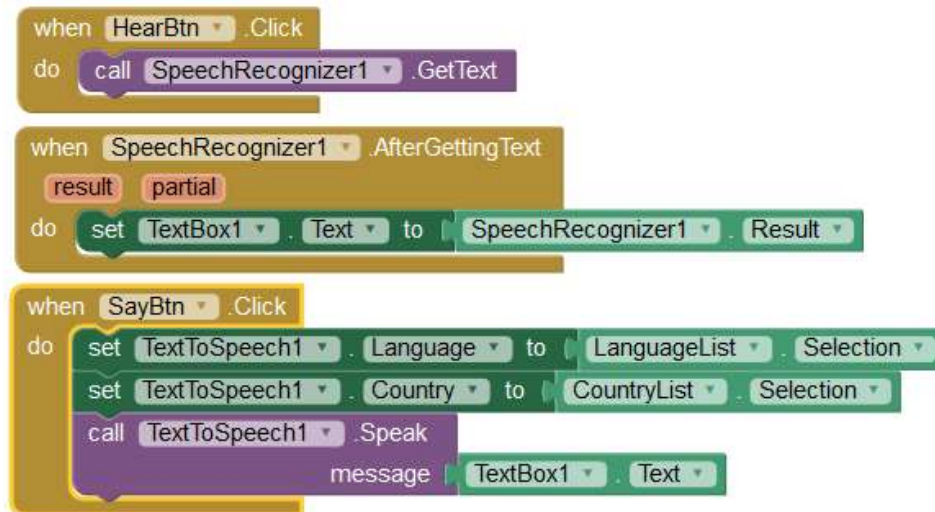 when HearBtn .Click
do call SpeechRecognizer1 .GetText
when SpeechRecognizer1 .AfterGettingText
result partial
do set TextBox1 . Text to SpeechRecognizer1 . Result
when SayBtn .Click
do set TextToSpeech1 . Language to LanguageList . Selection
set TextToSpeech1 . Country to CountryList . Selection
call TextToSpeech1 .Speak
message TextBox1 . Text